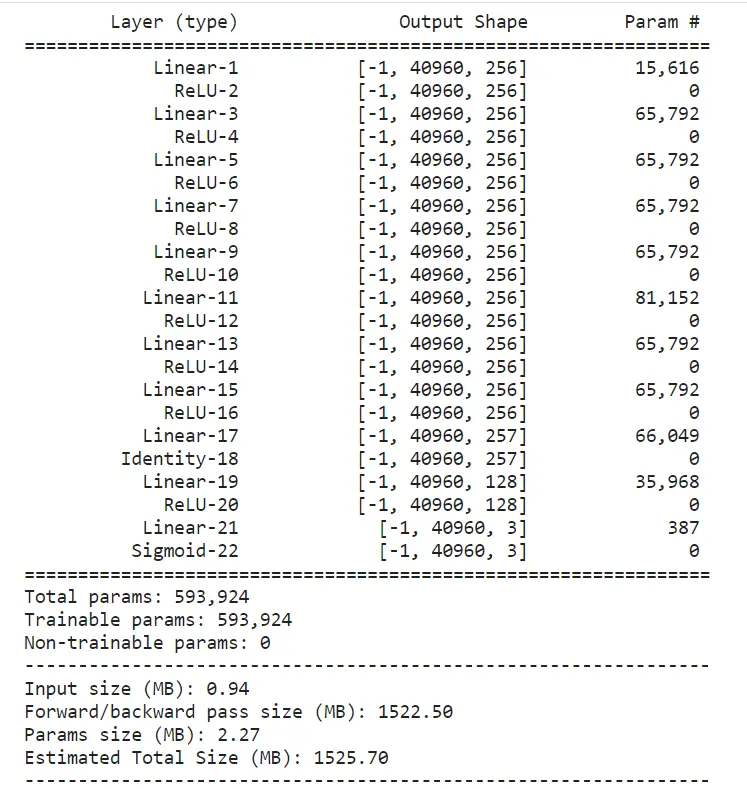 Layer (type) Output Shape Param #
================================================================
Linear-1 [-1, 40960, 256] 15,616
ReLU-2 [-1, 40960, 256] 0
Linear-3 [-1, 40960, 256] 65,792
ReLU-4 [-1, 40960, 256] 0
Linear-5 [-1, 40960, 256] 65,792
ReLU-6 [-1, 40960, 256] 0
Linear-7 [-1, 40960, 256] 65,792
ReLU-8 [-1, 40960, 256] 0
Linear-9 [-1, 40960, 256] 65,792
ReLU-10 [-1, 40960, 256] 0
Linear-11 [-1, 40960, 256] 81,152
ReLU-12 [-1, 40960, 256] 0
Linear-13 [-1, 40960, 256] 65,792
ReLU-14 [-1, 40960, 256] 0
Linear-15 [-1, 40960, 256] 65,792
ReLU-16 [-1, 40960, 256] 0
Linear-17 [-1, 40960, 257] 66,049
Identity-18 [-1, 40960, 257] 0
Linear-19 [-1, 40960, 128] 35,968
ReLU-20 [-1, 40960, 128] 0
Linear-21 [-1, 40960, 3] 387
Sigmoid-22 [-1, 40960, 3] 0
================================================================
Total params: 593,924
Trainable params: 593,924
Non-trainable params: 0
----------------------------------------------------------------
Input size (MB): 0.94
Forward/backward pass size (MB): 1522.50
Params size (MB): 2.27
Estimated Total Size (MB): 1525.70
----------------------------------------------------------------